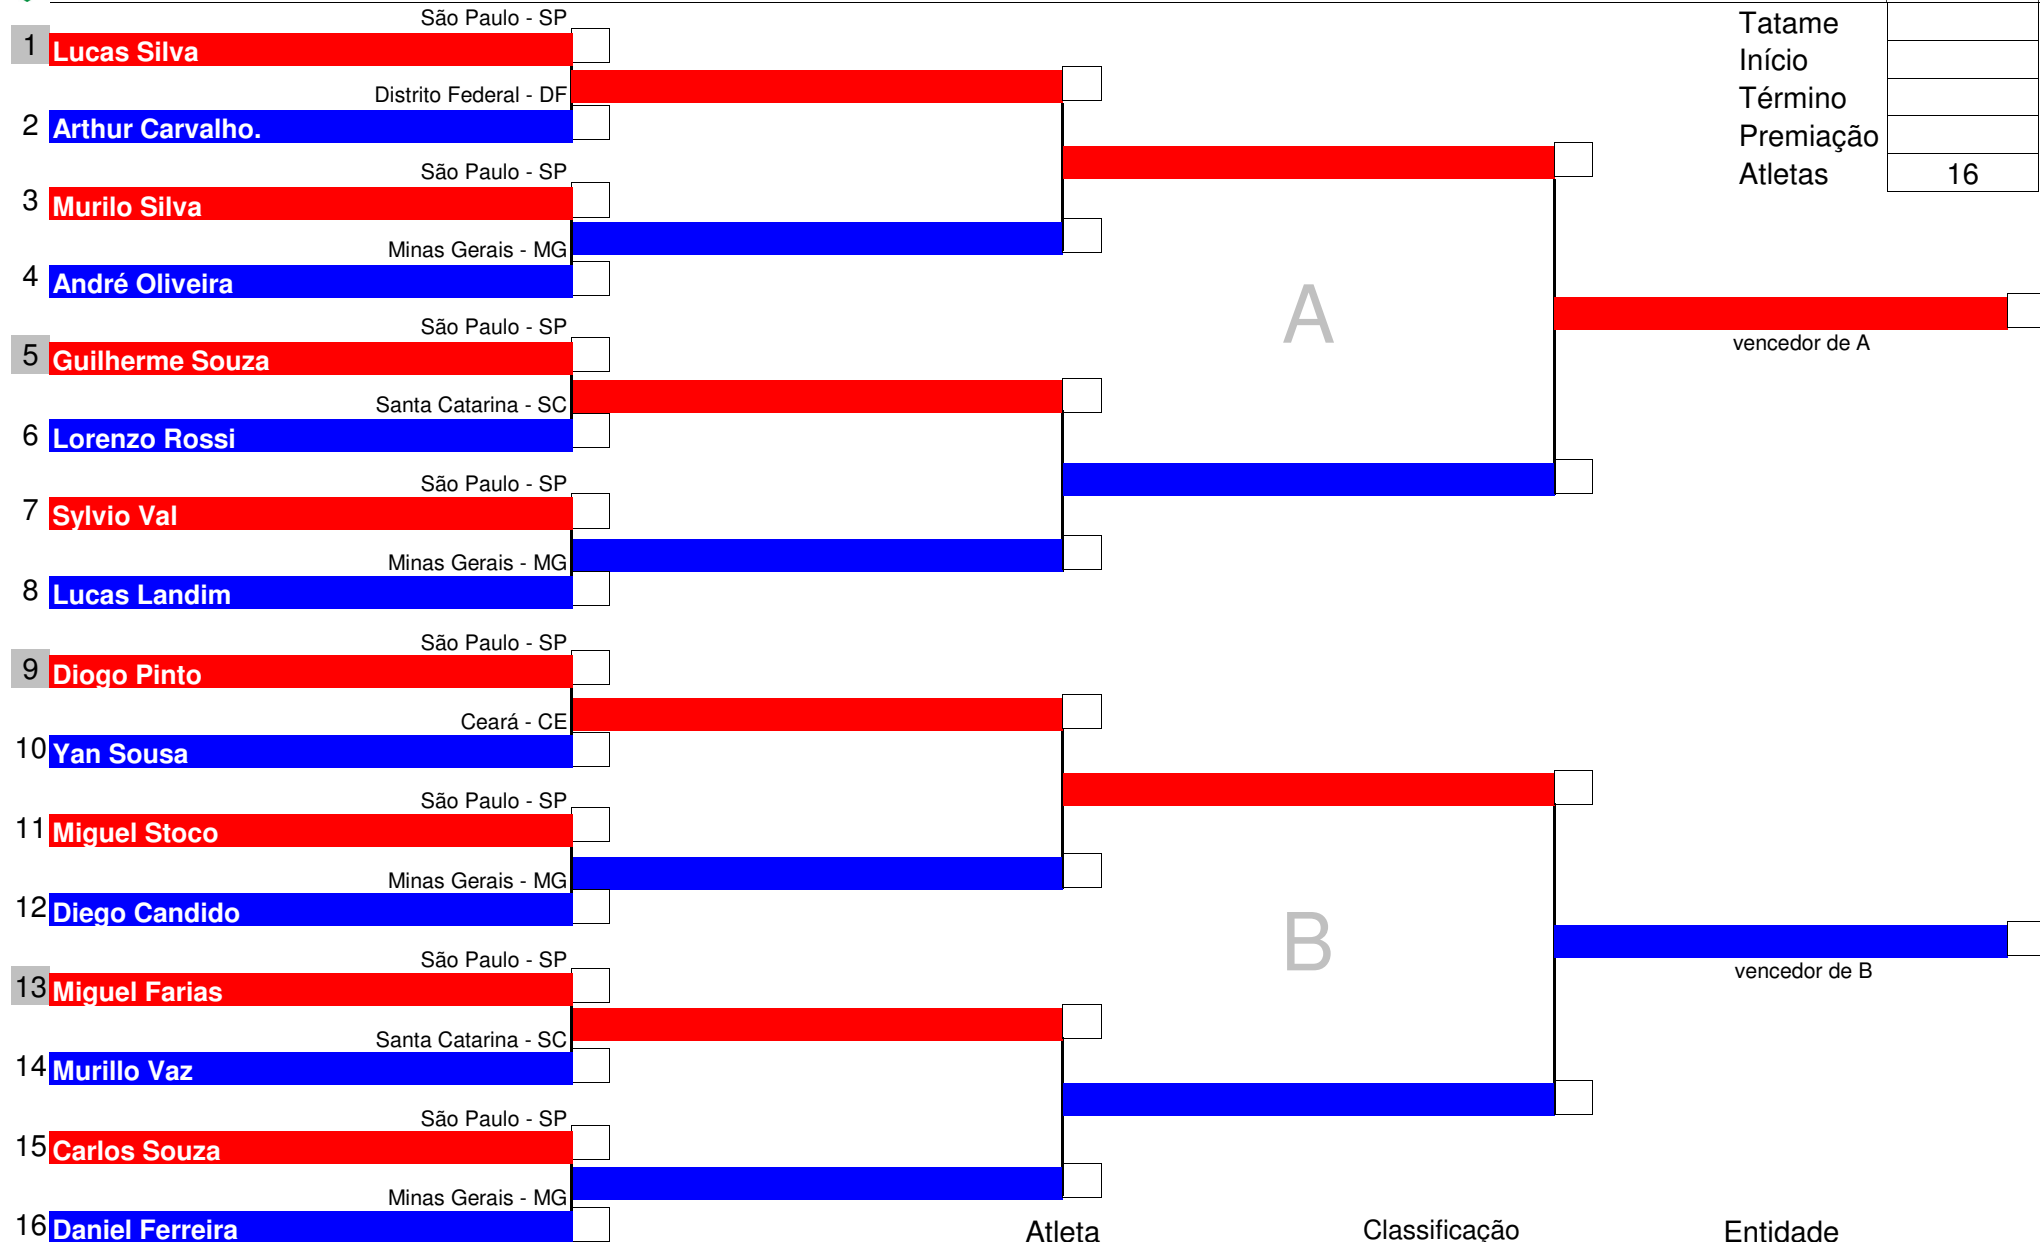 São Paulo - SP
1 Lucas Silva
Distrito Federal - DF
2 Arthur Carvalho.
São Paulo - SP
3 Murilo Silva
Minas Gerais - MG
4 André Oliveira
São Paulo - SP
5 Guilherme Souza
Santa Catarina - SC
6 Lorenzo Rossi
São Paulo - SP
7 Sylvio Val
Minas Gerais - MG
8 Lucas Landim
São Paulo - SP
9 Diogo Pinto
Ceará - CE
10 Yan Sousa
São Paulo - SP
11 Miguel Stoco
Minas Gerais - MG
12 Diego Candido
São Paulo - SP
13 Miguel Farias
Santa Catarina - SC
14 Murillo Vaz
São Paulo - SP
15 Carlos Souza
Minas Gerais - MG
16 Daniel Ferreira
A
B
Tatame
Início
Término
Premiação
Atletas 16
vencedor de A
vencedor de B
Atleta Classificação Entidade